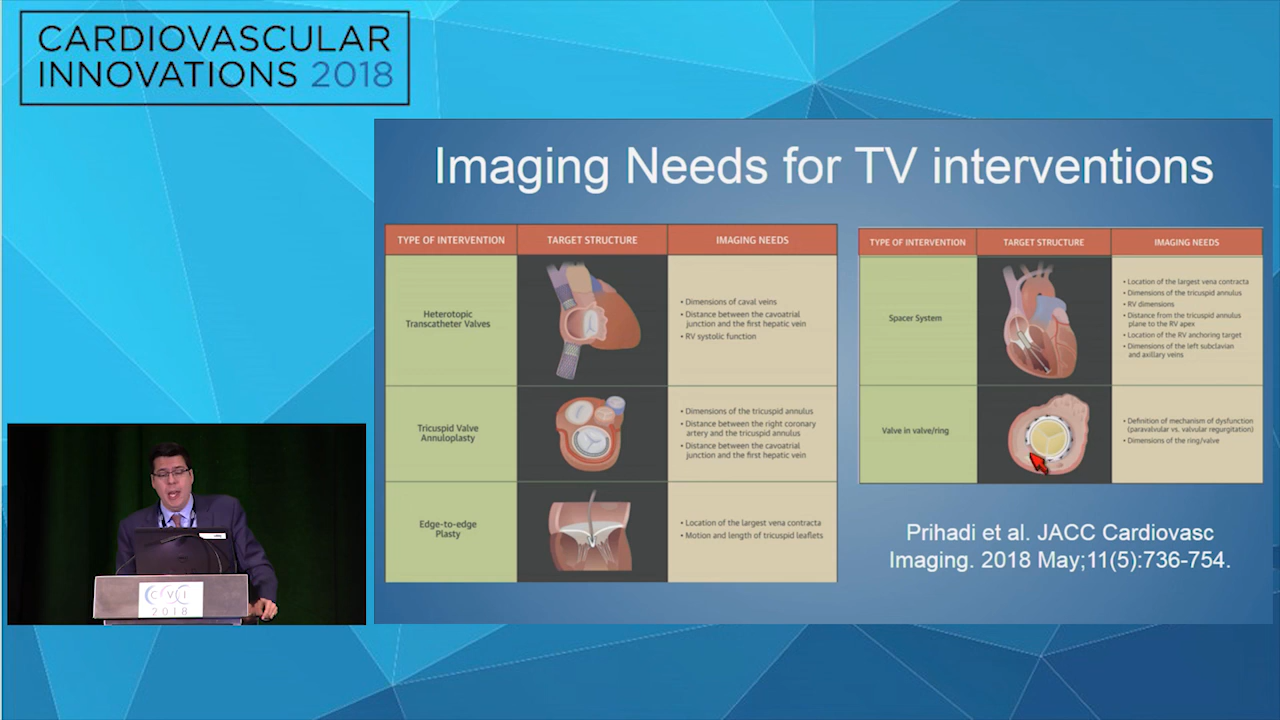 CARDIOVASCULAR
INNOVATIONS 2018
Imaging Needs for TV interventions
TYPE OF INTERVENTION
TARGET STRUCTURE
IMAGING NEEDS
Heterotopic
Transcatheter Valves
• Dimensions of caval veins
• Distance between the cavoatrial
junction and the first hepatic vein
• RV systolic function
Tricuspid Valve
Annuloplasty
• Dimensions of the tricuspid annulus
• Distance between the right coronary
artery and the tricuspid annulus
• Distance between the cavoatrial
junction and the first hepatic vein
Edge-to-edge
Plasty
• Location of the largest vena contracta
• Motion and length of tricuspid leaflets
TYPE OF INTERVENTION
TARGET STRUCTURE
IMAGING NEEDS
Spacer System
• Location of the largest vena contracta
• Dimensions of the tricuspid annulus
• RV dimensions
• Distance from the tricuspid annulus
plane to the RV apex
• Location of the RV anchoring target
• Dimensions of the left subclavian
and axillary veins
Valve in valve/ring
• Definition of mechanism of dysfunction
(paravalvular vs. valvular regurgitation)
• Dimensions of the ring/valve
Prihadi et al. JACC Cardiovasc
Imaging. 2018 May;11(5):736-754.
CVI
2018